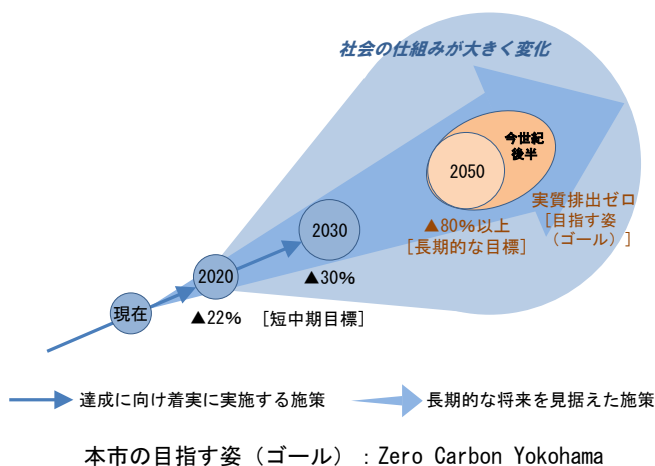 社会の仕組みが大きく変化
今世紀
後半
2050
実質排出ゼロ
[目指す姿
（ゴール）]
▲80%以上
[長期的な目標]
2030
▲30%
2020
▲22% [短中期目標]
現在
達成に向け着実に実施する施策
長期的な将来を見据えた施策
本市の目指す姿（ゴール）：Zero Carbon Yokohama